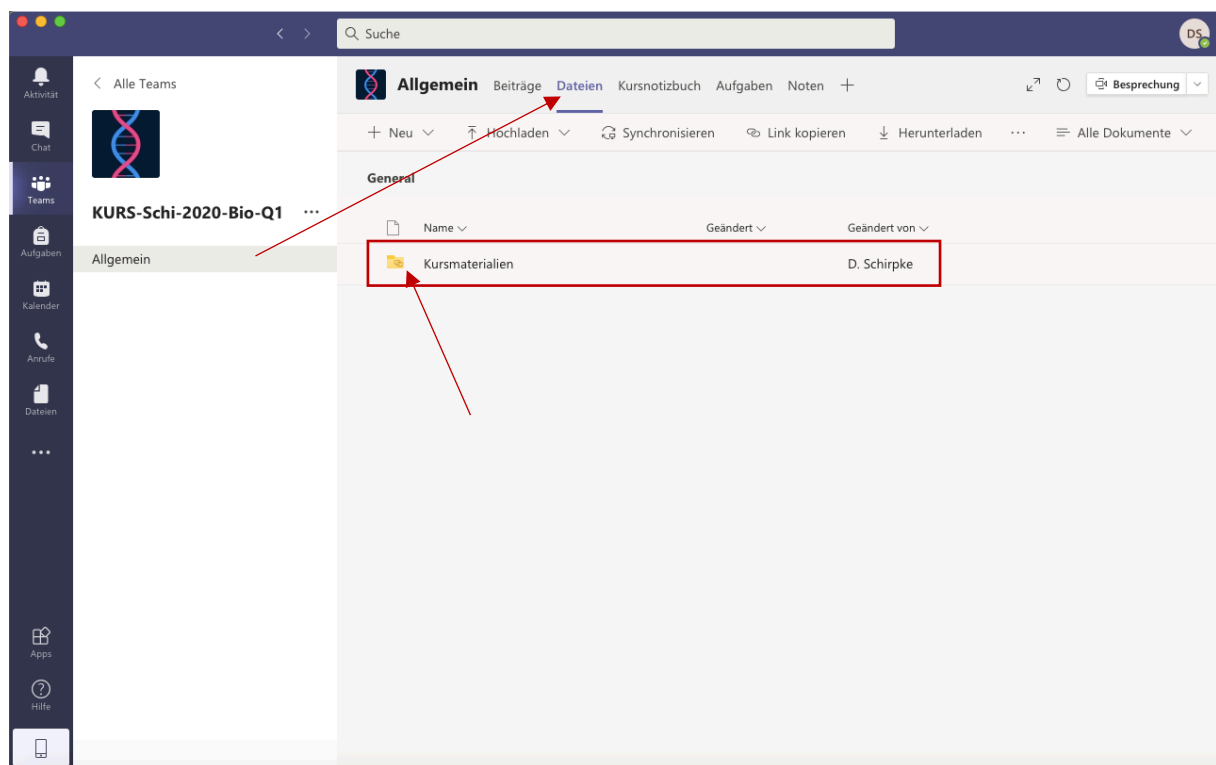 Suche
DS
Aktivität
Chat
Teams
Aufgaben
Kalender
Anrufe
Dateien
Apps
Hilfe
Alle Teams
KURS-Schi-2020-Bio-Q1 ···
Allgemein
Allgemein Beiträge Dateien Kursnotizbuch Aufgaben Noten + Besprechung
+ Neu Hochladen Synchronisieren Link kopieren Herunterladen ··· Alle Dokumente
General
Name Geändert Geändert von
Kursmaterialien D. Schirpke